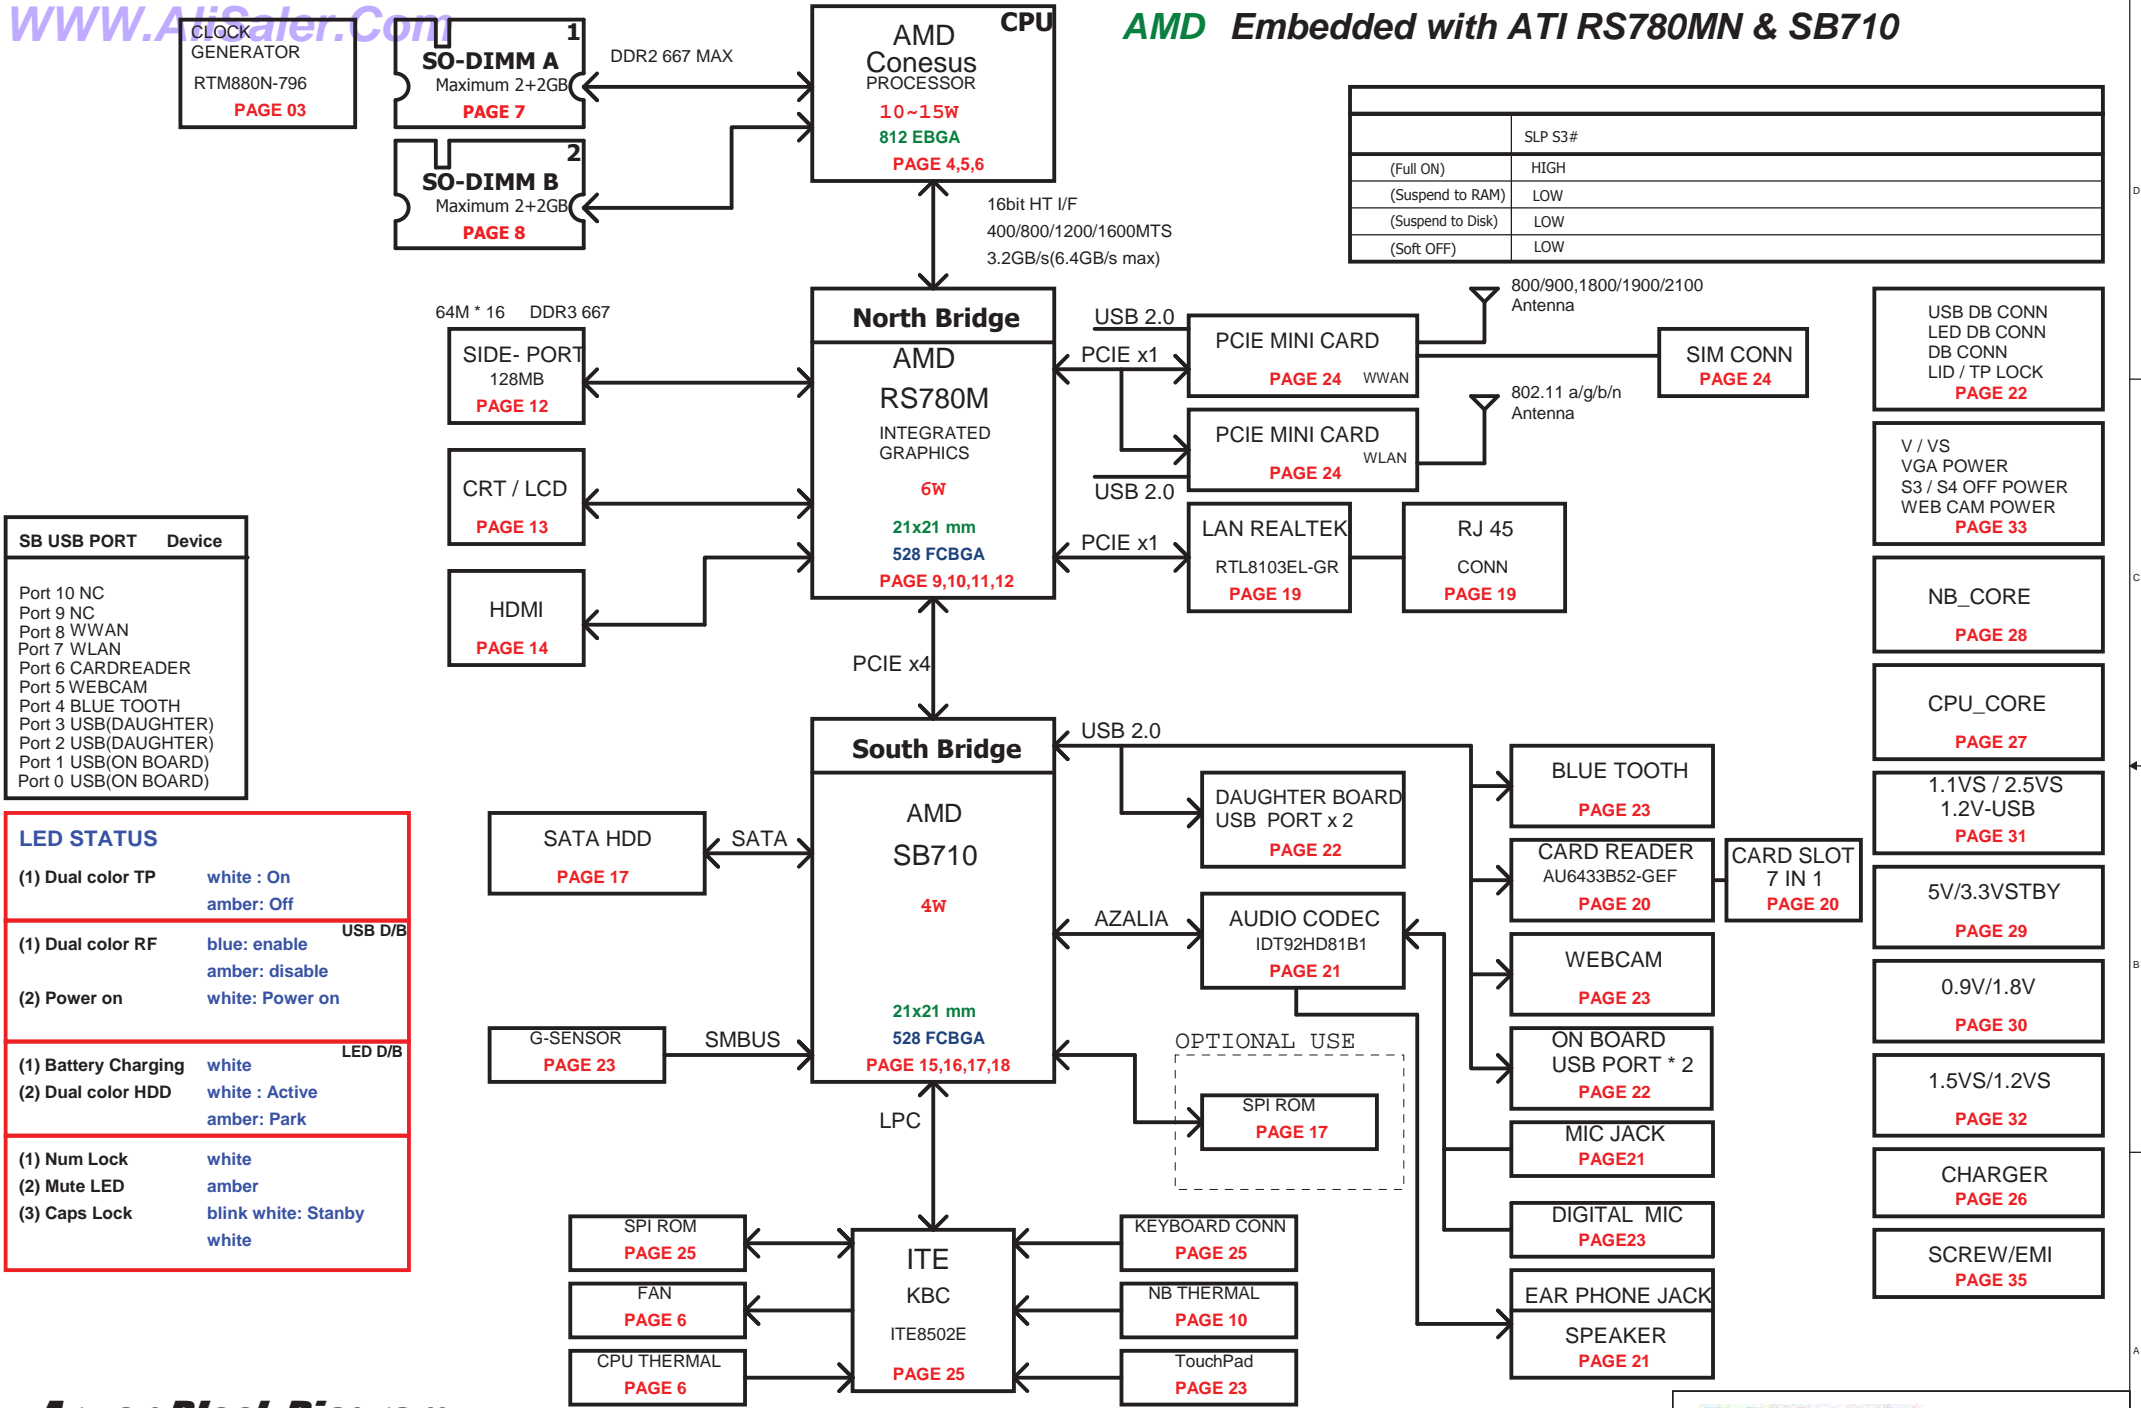 WWW.AliSaler.Com
CLOCK
GENERATOR
RTM880N-796
PAGE 03
1
SO-DIMM A
Maximum 2+2GB
PAGE 7
2
SO-DIMM B
Maximum 2+2GB
PAGE 8
DDR2 667 MAX
CPU
AMD
Conesus
PROCESSOR
10~15W
812 EBGA
PAGE 4,5,6
AMD Embedded with ATI RS780MN & SB710
SLP S3#
(Full ON) HIGH
(Suspend to RAM) LOW
(Suspend to Disk) LOW
(Soft OFF) LOW
16bit HT I/F
400/800/1200/1600MTS
3.2GB/s(6.4GB/s max)
64M * 16 DDR3 667
SIDE- PORT
128MB
PAGE 12
CRT / LCD
PAGE 13
HDMI
PAGE 14
North Bridge
AMD
RS780M
INTEGRATED
GRAPHICS
6W
21x21 mm
528 FCBGA
PAGE 9,10,11,12
USB 2.0
PCIE x1
PCIE MINI CARD
PAGE 24 WWAN
800/900,1800/1900/2100
Antenna
SIM CONN
PAGE 24
PCIE MINI CARD
WLAN
PAGE 24
802.11 a/g/b/n
Antenna
USB 2.0
PCIE x1
LAN REALTEK
RTL8103EL-GR
PAGE 19
RJ 45
CONN
PAGE 19
PCIE x4
SB USB PORT Device
Port 10 NC
Port 9 NC
Port 8 WWAN
Port 7 WLAN
Port 6 CARDREADER
Port 5 WEBCAM
Port 4 BLUE TOOTH
Port 3 USB(DAUGHTER)
Port 2 USB(DAUGHTER)
Port 1 USB(ON BOARD)
Port 0 USB(ON BOARD)
LED STATUS
(1) Dual color TP white : On
amber: Off
USB D/B
(1) Dual color RF blue: enable
amber: disable
(2) Power on white: Power on
LED D/B
(1) Battery Charging white
(2) Dual color HDD white : Active
amber: Park
(1) Num Lock white
(2) Mute LED amber
(3) Caps Lock blink white: Stanby
white
South Bridge
AMD
SB710
4W
21x21 mm
528 FCBGA
PAGE 15,16,17,18
SATA HDD
PAGE 17
SATA
G-SENSOR
PAGE 23
SMBUS
LPC
USB 2.0
DAUGHTER BOARD
USB PORT x 2
PAGE 22
AZALIA
AUDIO CODEC
IDT92HD81B1
PAGE 21
OPTIONAL USE
SPI ROM
PAGE 17
BLUE TOOTH
PAGE 23
CARD READER
AU6433B52-GEF
PAGE 20
CARD SLOT
7 IN 1
PAGE 20
WEBCAM
PAGE 23
ON BOARD
USB PORT * 2
PAGE 22
MIC JACK
PAGE21
DIGITAL MIC
PAGE23
EAR PHONE JACK
SPEAKER
PAGE 21
SPI ROM
PAGE 25
FAN
PAGE 6
CPU THERMAL
PAGE 6
ITE
KBC
ITE8502E
PAGE 25
KEYBOARD CONN
PAGE 25
NB THERMAL
PAGE 10
TouchPad
PAGE 23
USB DB CONN
LED DB CONN
DB CONN
LID / TP LOCK
PAGE 22
V / VS
VGA POWER
S3 / S4 OFF POWER
WEB CAM POWER
PAGE 33
NB_CORE
PAGE 28
CPU_CORE
PAGE 27
1.1VS / 2.5VS
1.2V-USB
PAGE 31
5V/3.3VSTBY
PAGE 29
0.9V/1.8V
PAGE 30
1.5VS/1.2VS
PAGE 32
CHARGER
PAGE 26
SCREW/EMI
PAGE 35
D
C
B
A